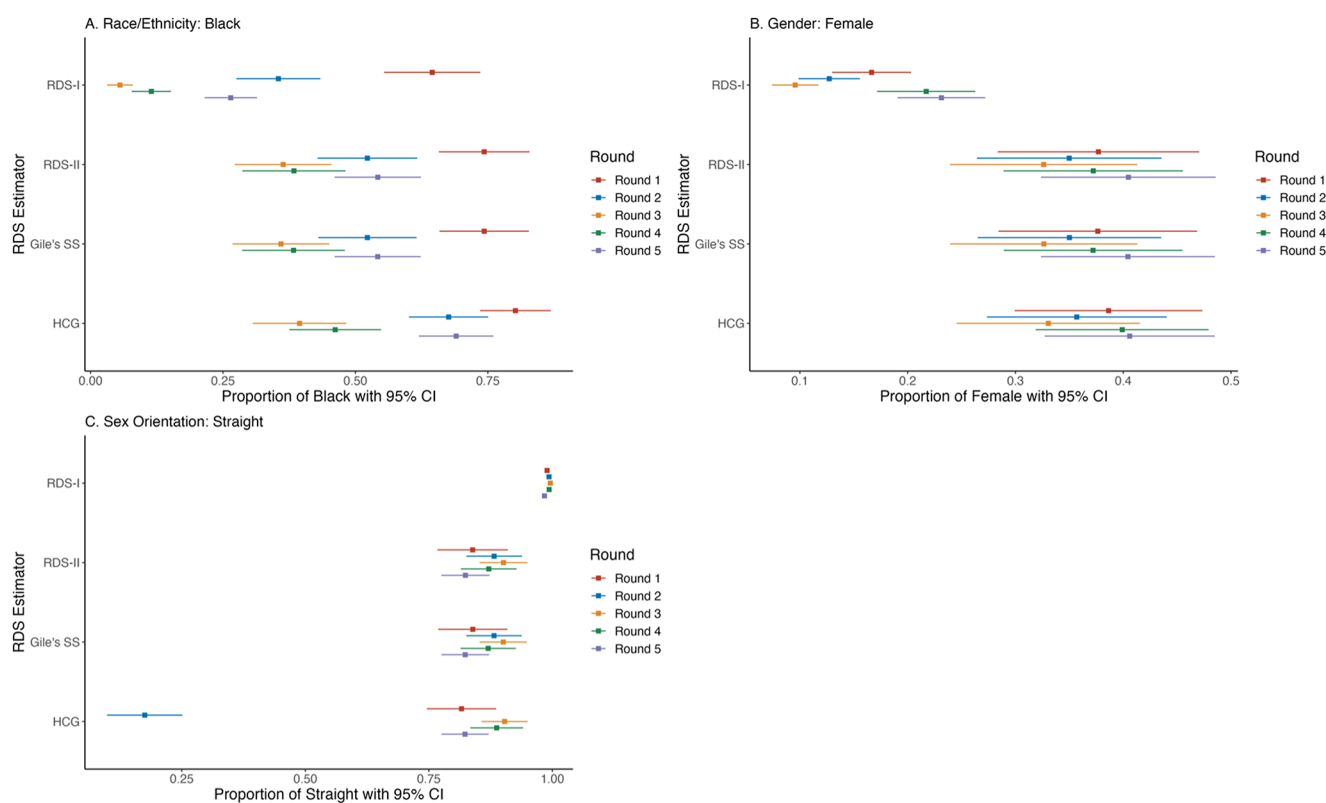 A. Race/Ethnicity: Black
RDS Estimator
RDS-I
RDS-II
Gile's SS
HCG
0.00 0.25 0.50 0.75
Proportion of Black with 95% CI
Round
Round 1
Round 2
Round 3
Round 4
Round 5
B. Gender: Female
RDS Estimator
RDS-I
RDS-II
Gile's SS
HCG
0.1 0.2 0.3 0.4 0.5
Proportion of Female with 95% CI
Round
Round 1
Round 2
Round 3
Round 4
Round 5
C. Sex Orientation: Straight
RDS Estimator
RDS-I
RDS-II
Gile's SS
HCG
0.25 0.50 0.75 1.00
Proportion of Straight with 95% CI
Round
Round 1
Round 2
Round 3
Round 4
Round 5